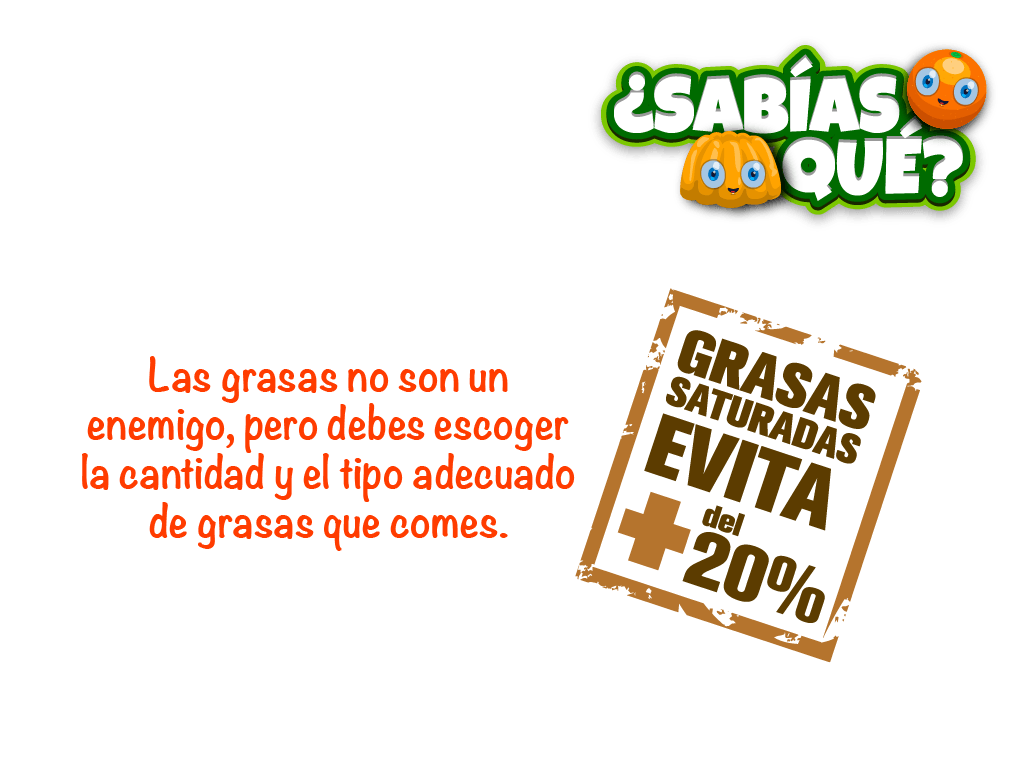 ¿SABÍAS
QUÉ?
Las grasas no son un
enemigo, pero debes escoger
la cantidad y el tipo adecuado
de grasas que comes.
GRASAS
SATURADAS
EVITA
+ del
20%